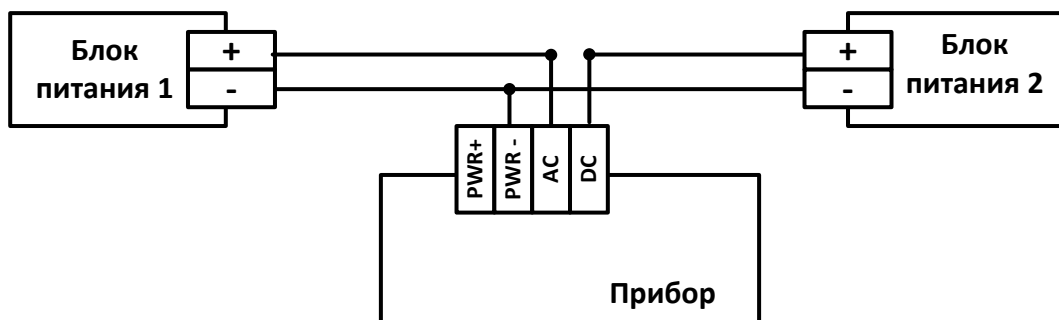 Блок
питания 1
+
-
+
-
Блок
питания 2
PWR+
PWR -
AC
DC
Прибор